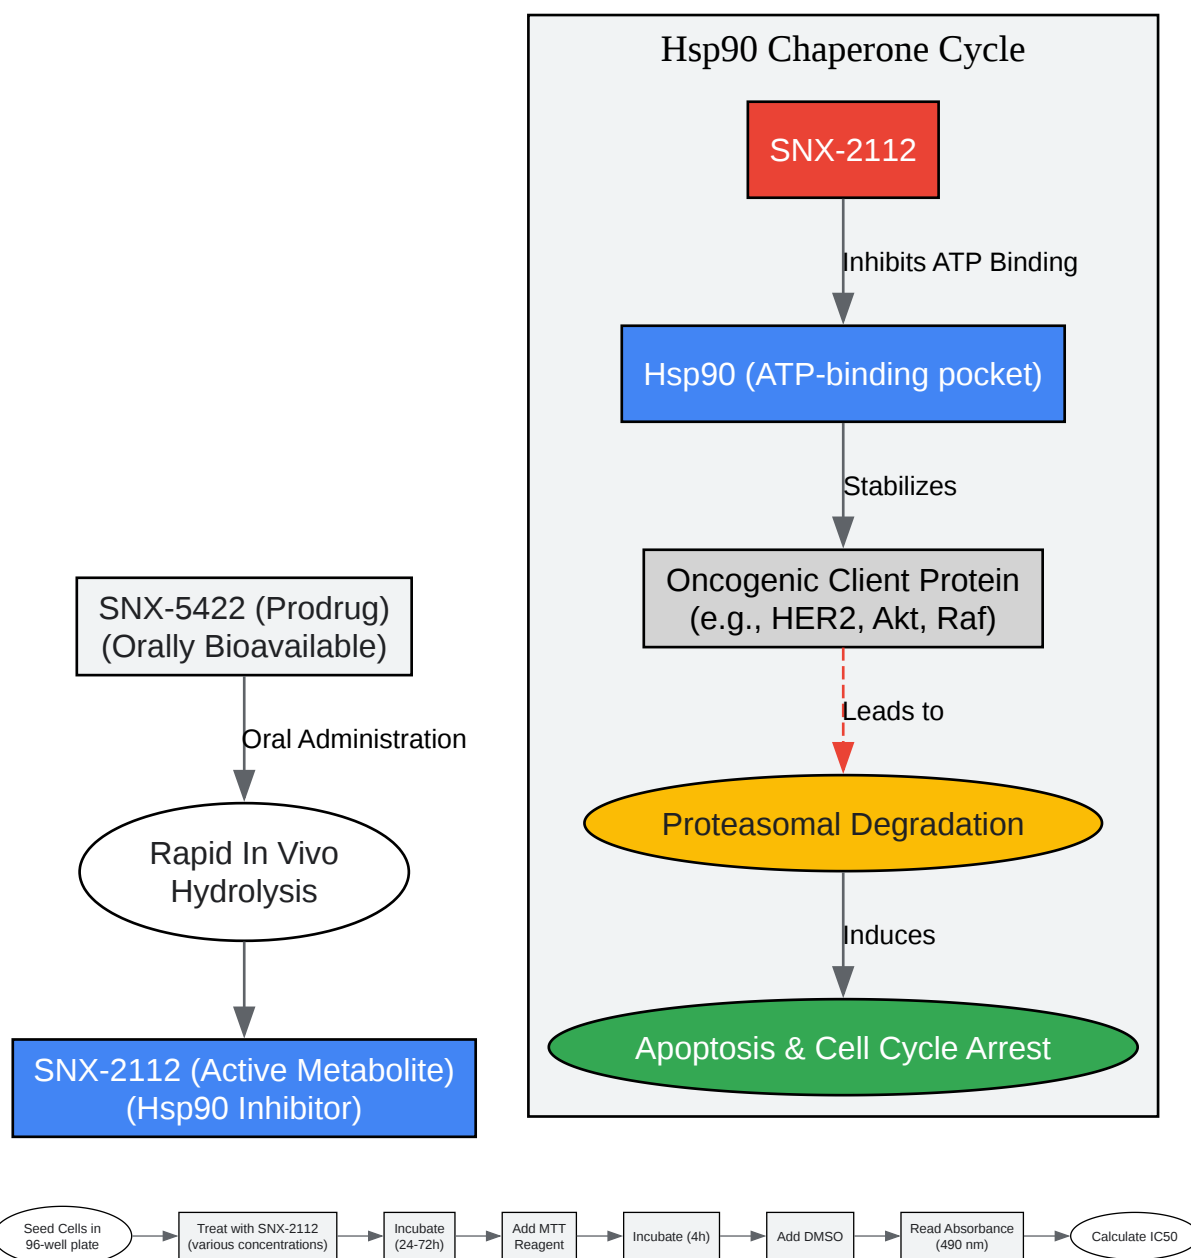 Hsp90 Chaperone Cycle
SNX-2112
Inhibits ATP Binding
Hsp90 (ATP-binding pocket)
Stabilizes
Oncogenic Client Protein
(e.g., HER2, Akt, Raf)
Leads to
Proteasomal Degradation
Induces
Apoptosis & Cell Cycle Arrest
SNX-5422 (Prodrug)
(Orally Bioavailable)
Oral Administration
Rapid In Vivo
Hydrolysis
SNX-2112 (Active Metabolite)
(Hsp90 Inhibitor)
Seed Cells in
96-well plate
Treat with SNX-2112
(various concentrations)
Incubate
(24-72h)
Add MTT
Reagent
Incubate (4h)
Add DMSO
Read Absorbance
(490 nm)
Calculate IC50